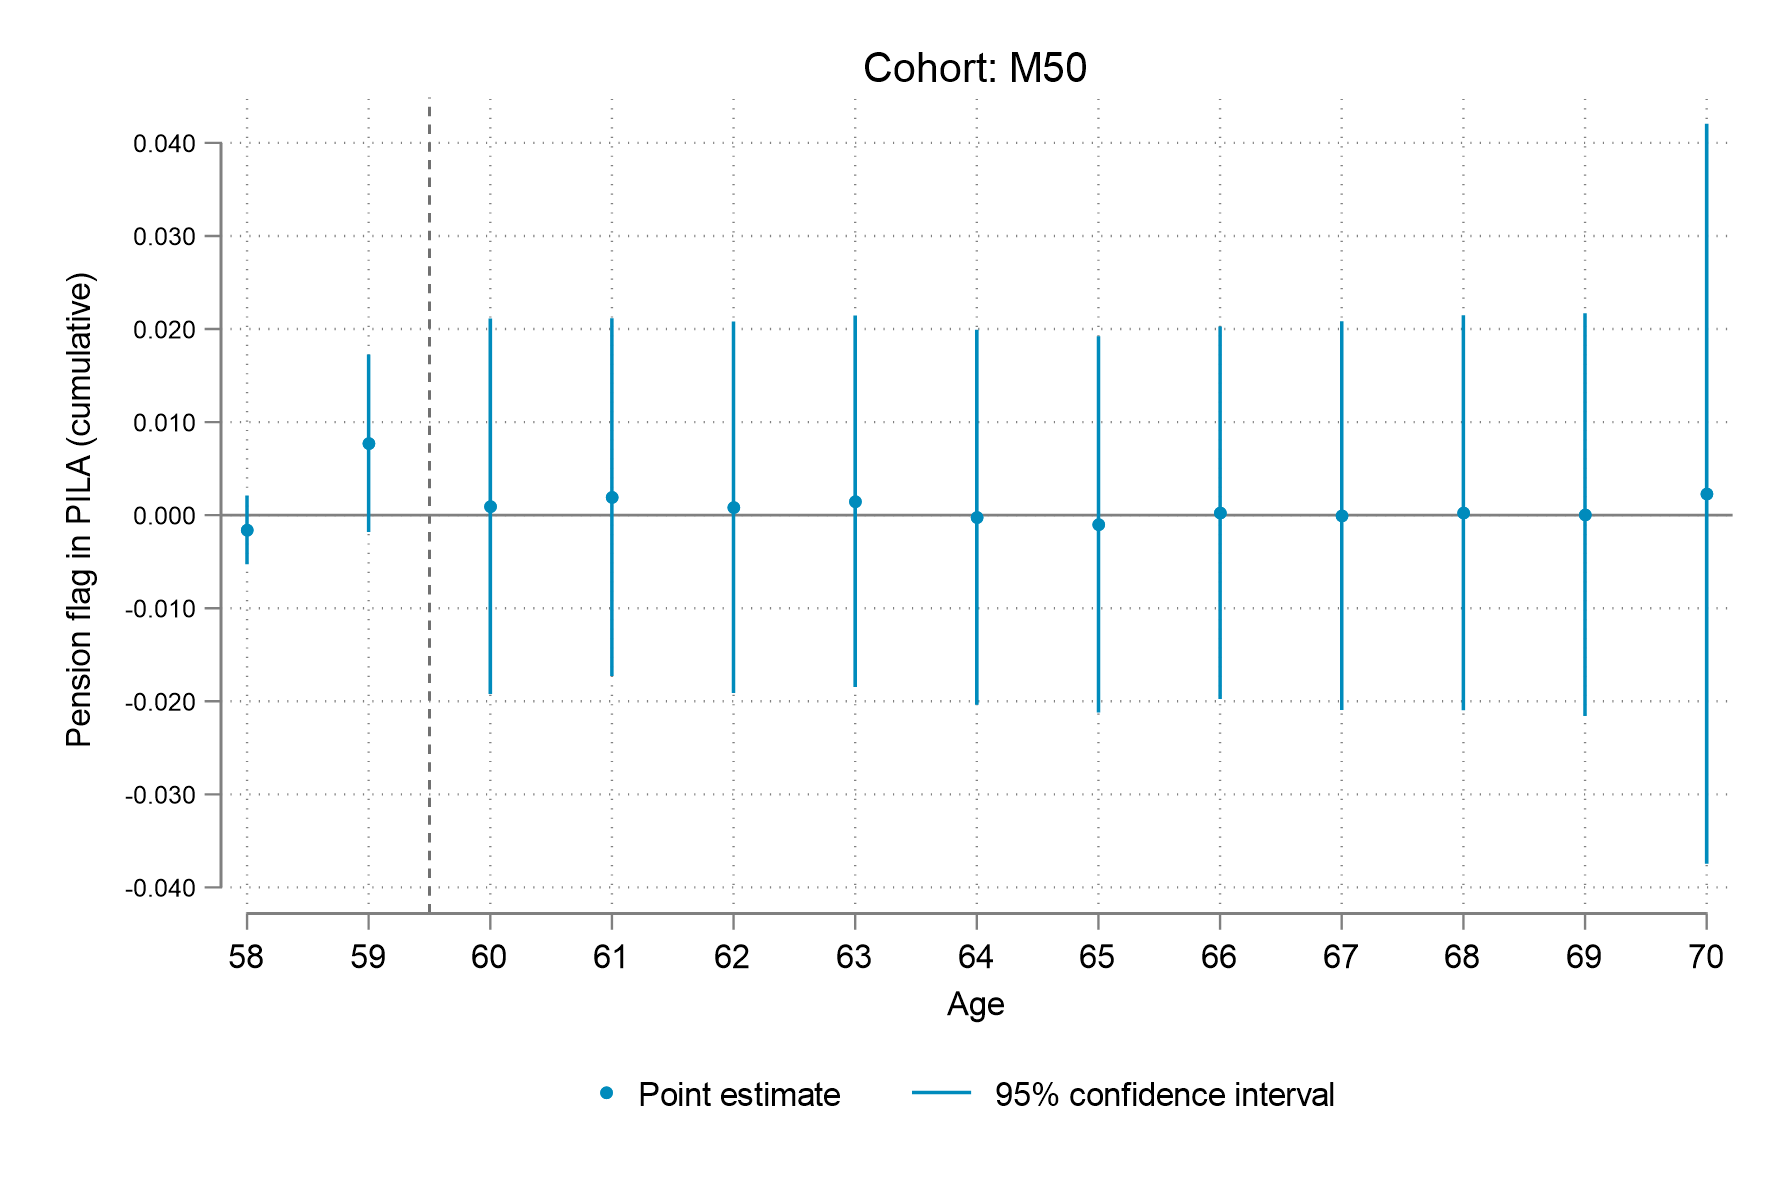 Cohort: M50
Pension flag in PILA (cumulative)
0.040
0.030
0.020
0.010
0.000
-0.010
-0.020
-0.030
-0.040
58 59 60 61 62 63 64 65 66 67 68 69 70
Age
Point estimate 95% confidence interval